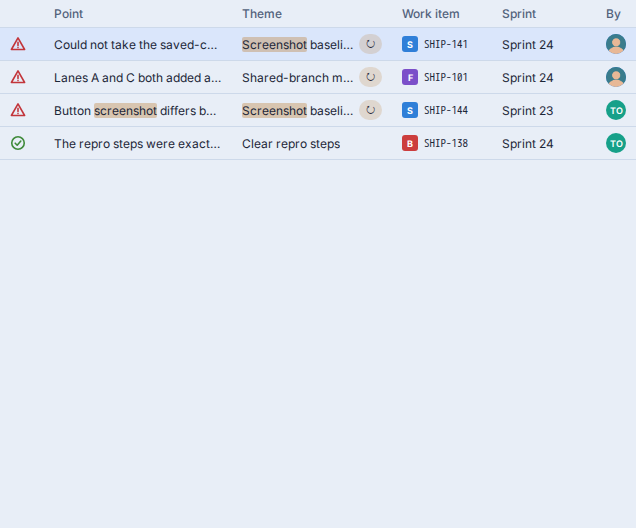 Point Theme Work item Sprint By
Could not take the saved-c... Screenshot baseli... S SHIP-141 Sprint 24
Lanes A and C both added a... Shared-branch m... F SHIP-101 Sprint 24
Button screenshot differs b... Screenshot baseli... S SHIP-144 Sprint 23 TO
The repro steps were exact... Clear repro steps B SHIP-138 Sprint 24 TO